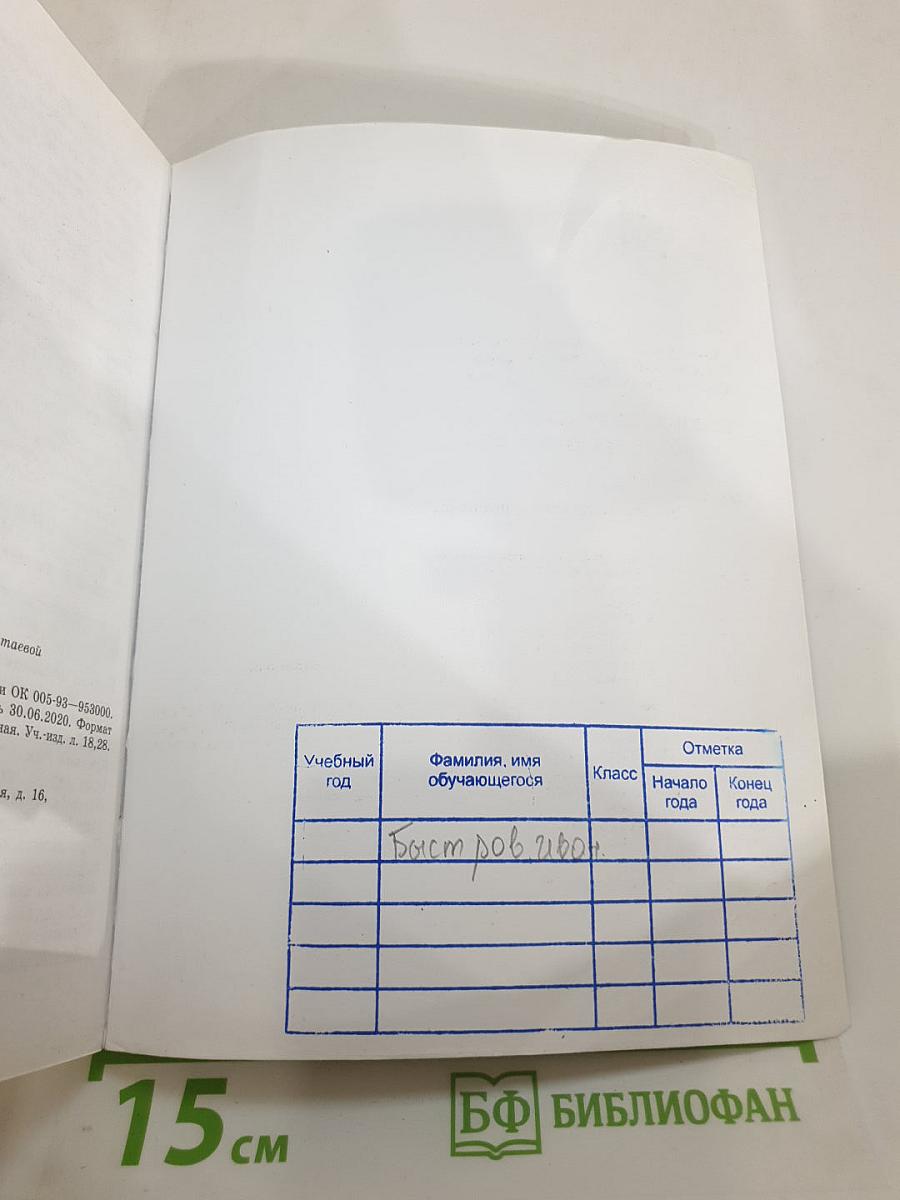 таевой
и ОК 005-93—953000.
ь 30.06.2020. Формат
ная. Уч.-изд. л. 18,28.
я, д. 16,
Учебный год
Фамилия, имя обучающегося
Класс
Отметка
Начало года
Конец года
Быстров иван.
15 см
БФ БИБЛИОФАН